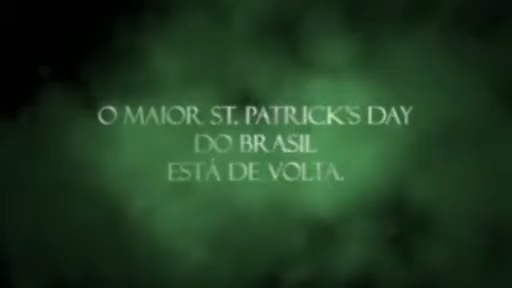 O MAIOR ST. PATRICK'S DAY
DO BRASIL
ESTÁ DE VOLTA.